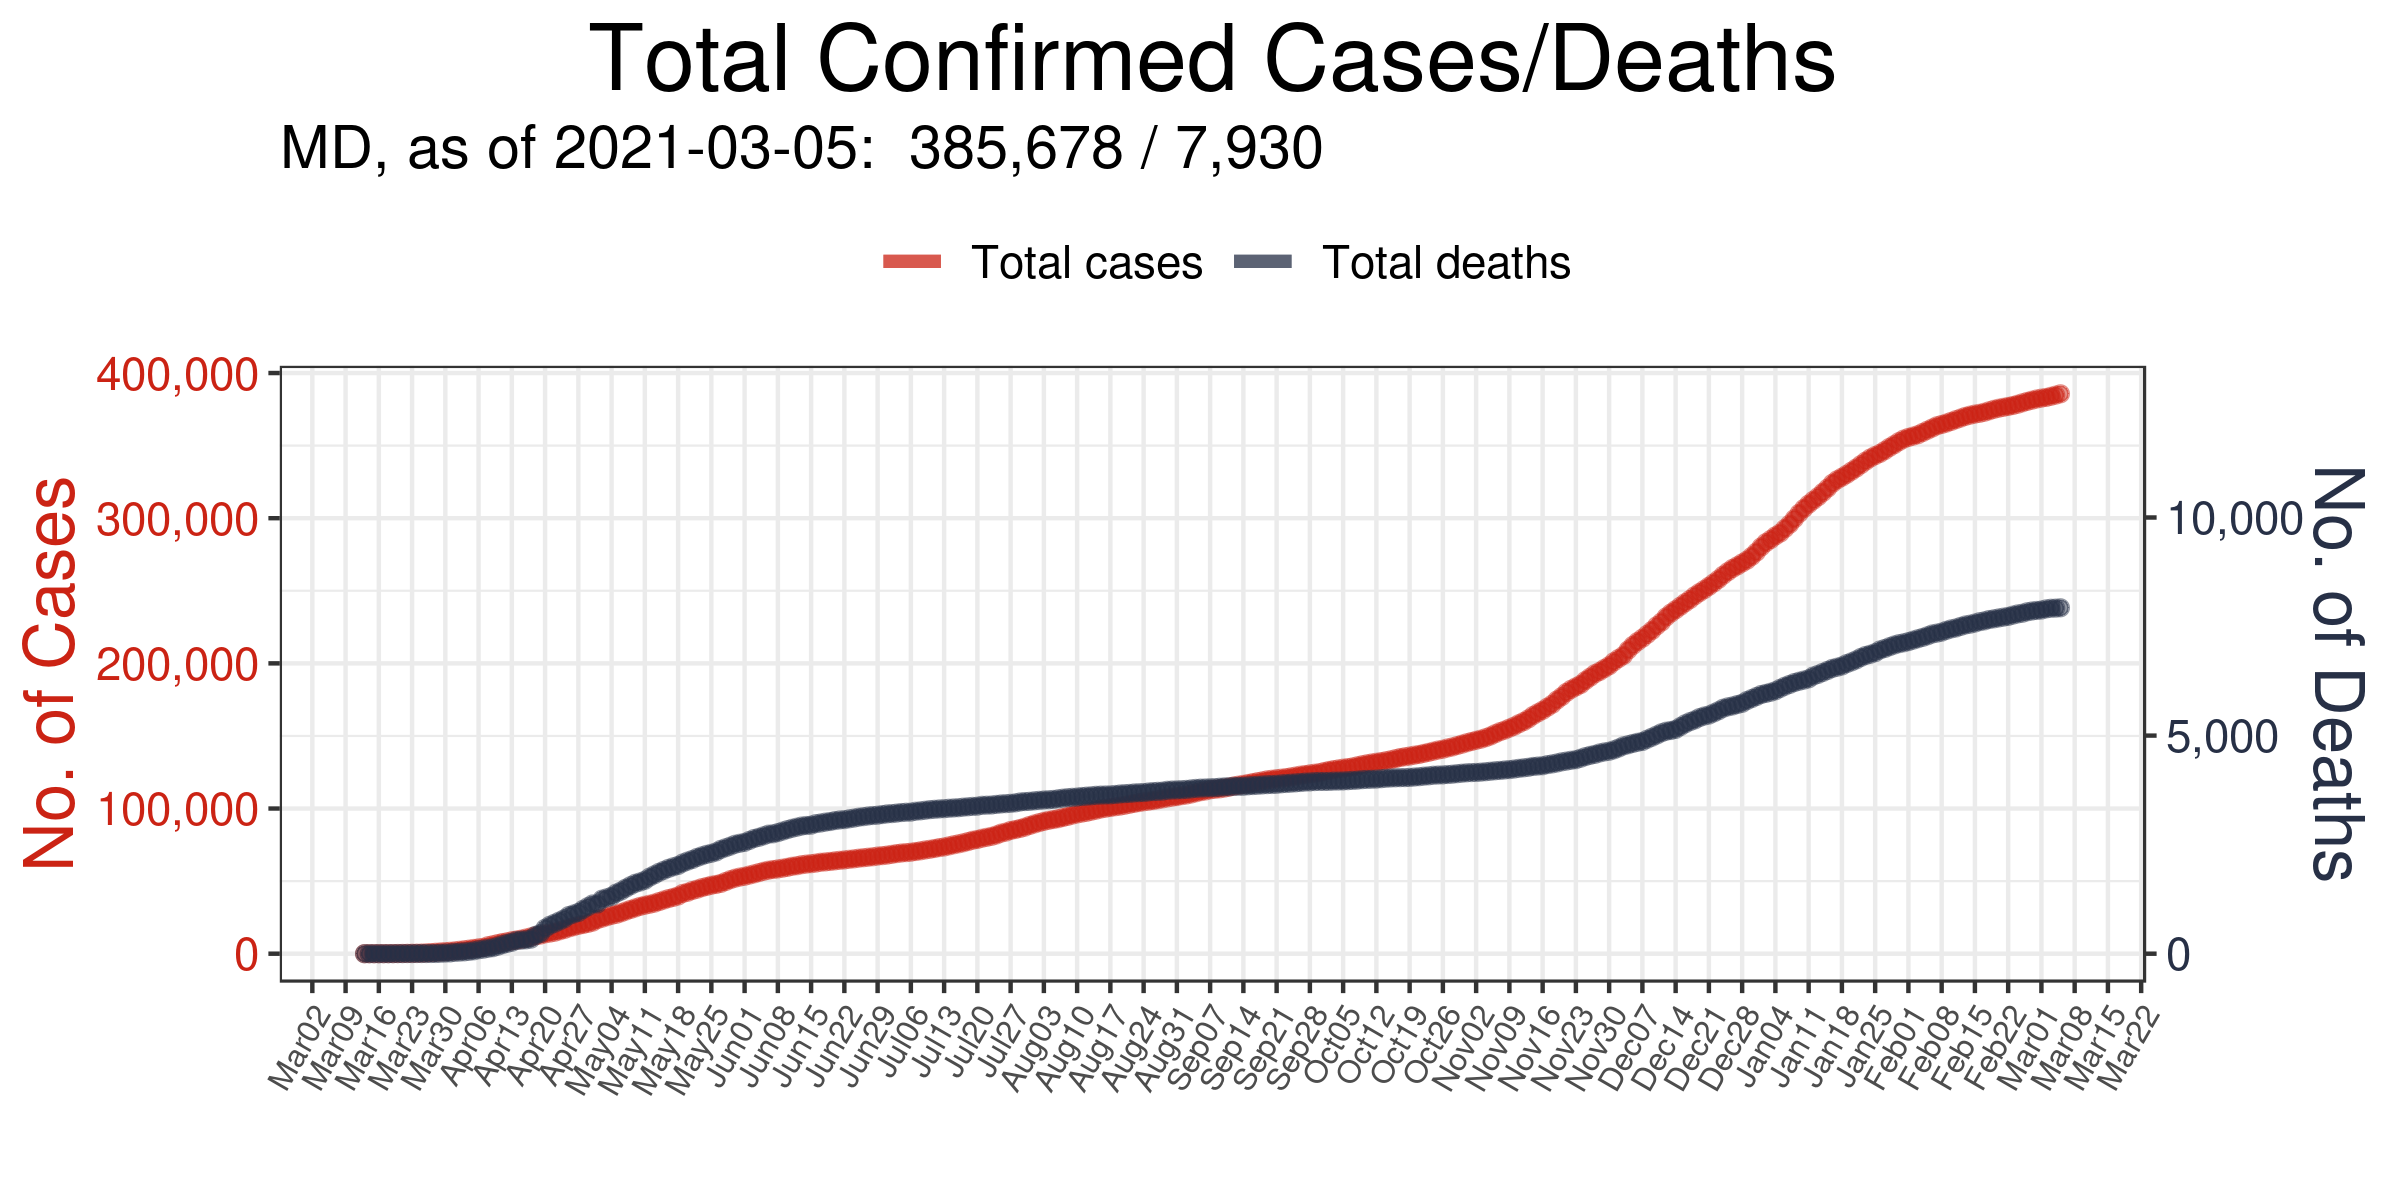 Total Confirmed Cases/Deaths
MD, as of 2021-03-05:  385,678 / 7,930
Total cases
Total deaths
No. of Cases
400,000
300,000
200,000
100,000
0
10,000
5,000
0
No. of Deaths
Mar02
Mar09
Mar16
Mar23
Mar30
Apr06
Apr13
Apr20
Apr27
May04
May11
May18
May25
Jun01
Jun08
Jun15
Jun22
Jun29
Jul06
Jul13
Jul20
Jul27
Aug03
Aug10
Aug17
Aug24
Aug31
Sep07
Sep14
Sep21
Sep28
Oct05
Oct12
Oct19
Oct26
Nov02
Nov09
Nov16
Nov23
Nov30
Dec07
Dec14
Dec21
Dec28
Jan04
Jan11
Jan18
Jan25
Feb01
Feb08
Feb15
Feb22
Mar01
Mar08
Mar15
Mar22